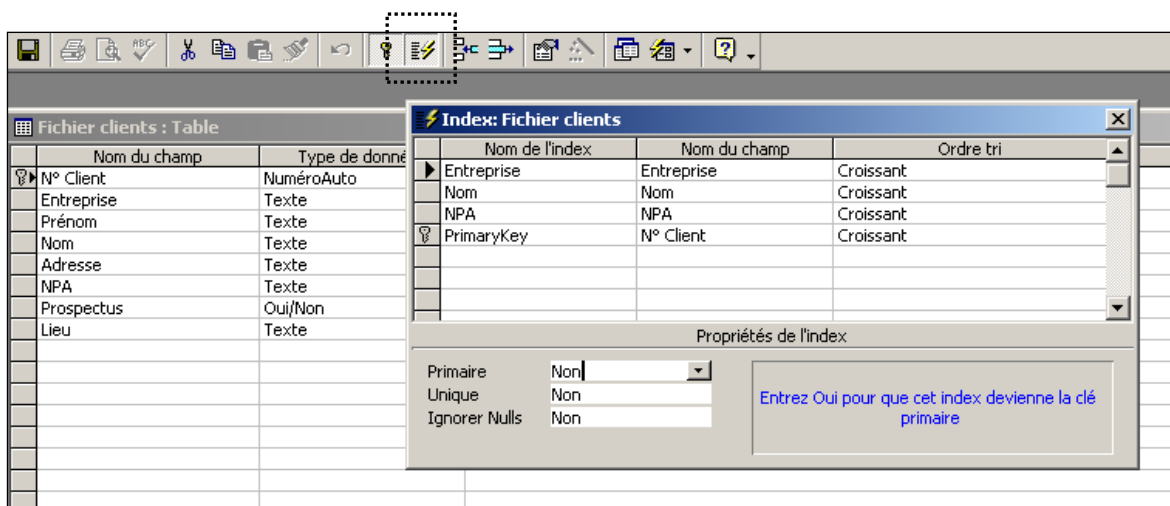 ABC
Fichier clients : Table
Nom du champ Type de donné
N° Client NuméroAuto
Entreprise Texte
Prénom Texte
Nom Texte
Adresse Texte
NPA Texte
Prospectus Oui/Non
Lieu Texte
Index: Fichier clients
Nom de l'index Nom du champ Ordre tri
Entreprise Entreprise Croissant
Nom Nom Croissant
NPA NPA Croissant
PrimaryKey N° Client Croissant
Propriétés de l'index
Primaire Non
Unique Non
Ignorer Nulls Non
Entrez Oui pour que cet index devienne la clé
primaire